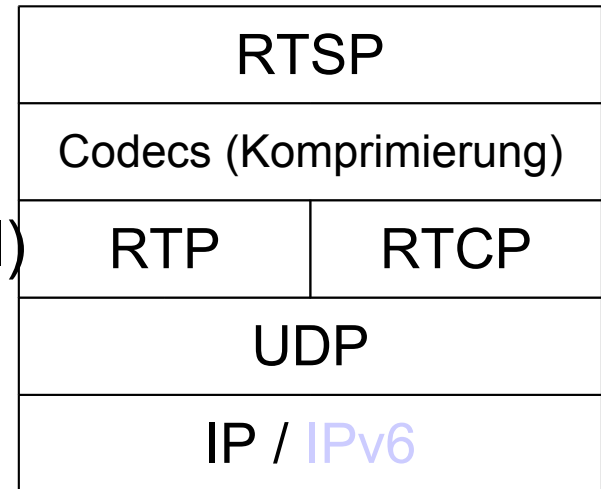 RTSP
Codecs (Komprimierung)
) RTP RTCP
UDP
IP / IPv6